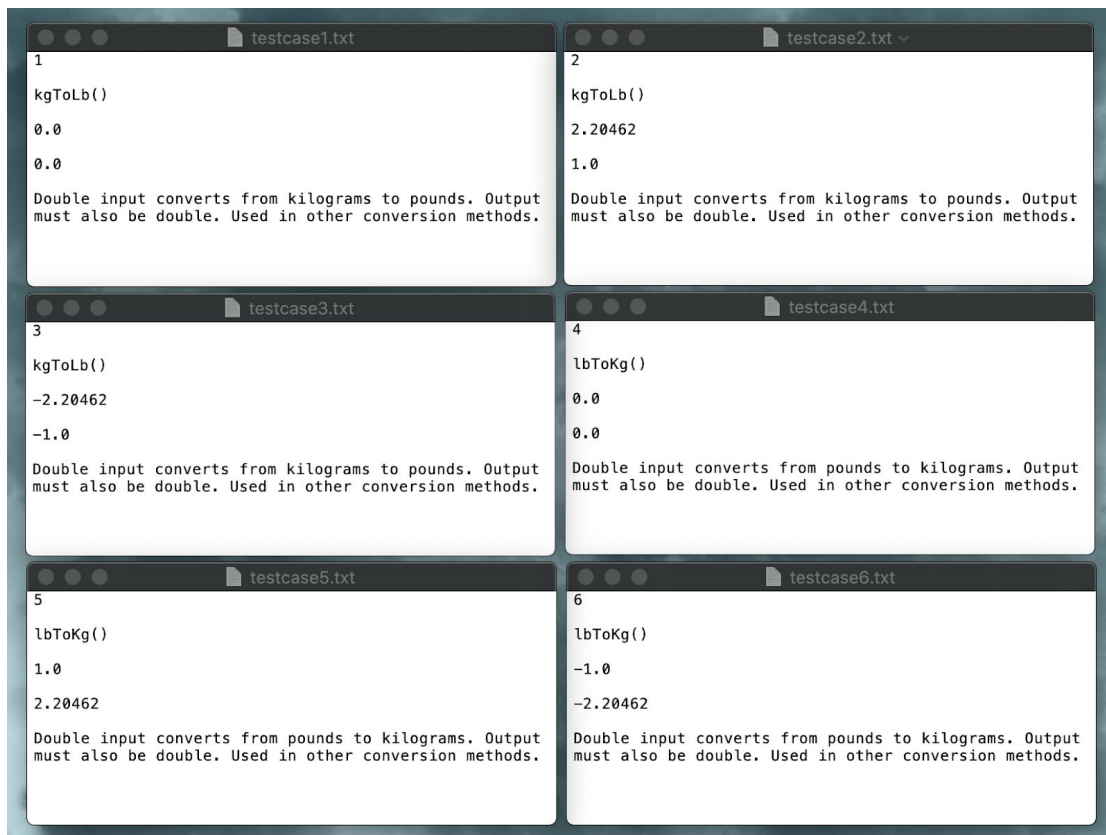 testcase1.txt
1
kgToLb()
0.0
0.0
Double input converts from kilograms to pounds. Output
must also be double. Used in other conversion methods.
testcase2.txt
2
kgToLb()
2.20462
1.0
Double input converts from kilograms to pounds. Output
must also be double. Used in other conversion methods.
testcase3.txt
3
kgToLb()
-2.20462
-1.0
Double input converts from kilograms to pounds. Output
must also be double. Used in other conversion methods.
testcase4.txt
4
lbToKg()
0.0
0.0
Double input converts from pounds to kilograms. Output
must also be double. Used in other conversion methods.
testcase5.txt
5
lbToKg()
1.0
2.20462
Double input converts from pounds to kilograms. Output
must also be double. Used in other conversion methods.
testcase6.txt
6
lbToKg()
-1.0
-2.20462
Double input converts from pounds to kilograms. Output
must also be double. Used in other conversion methods.